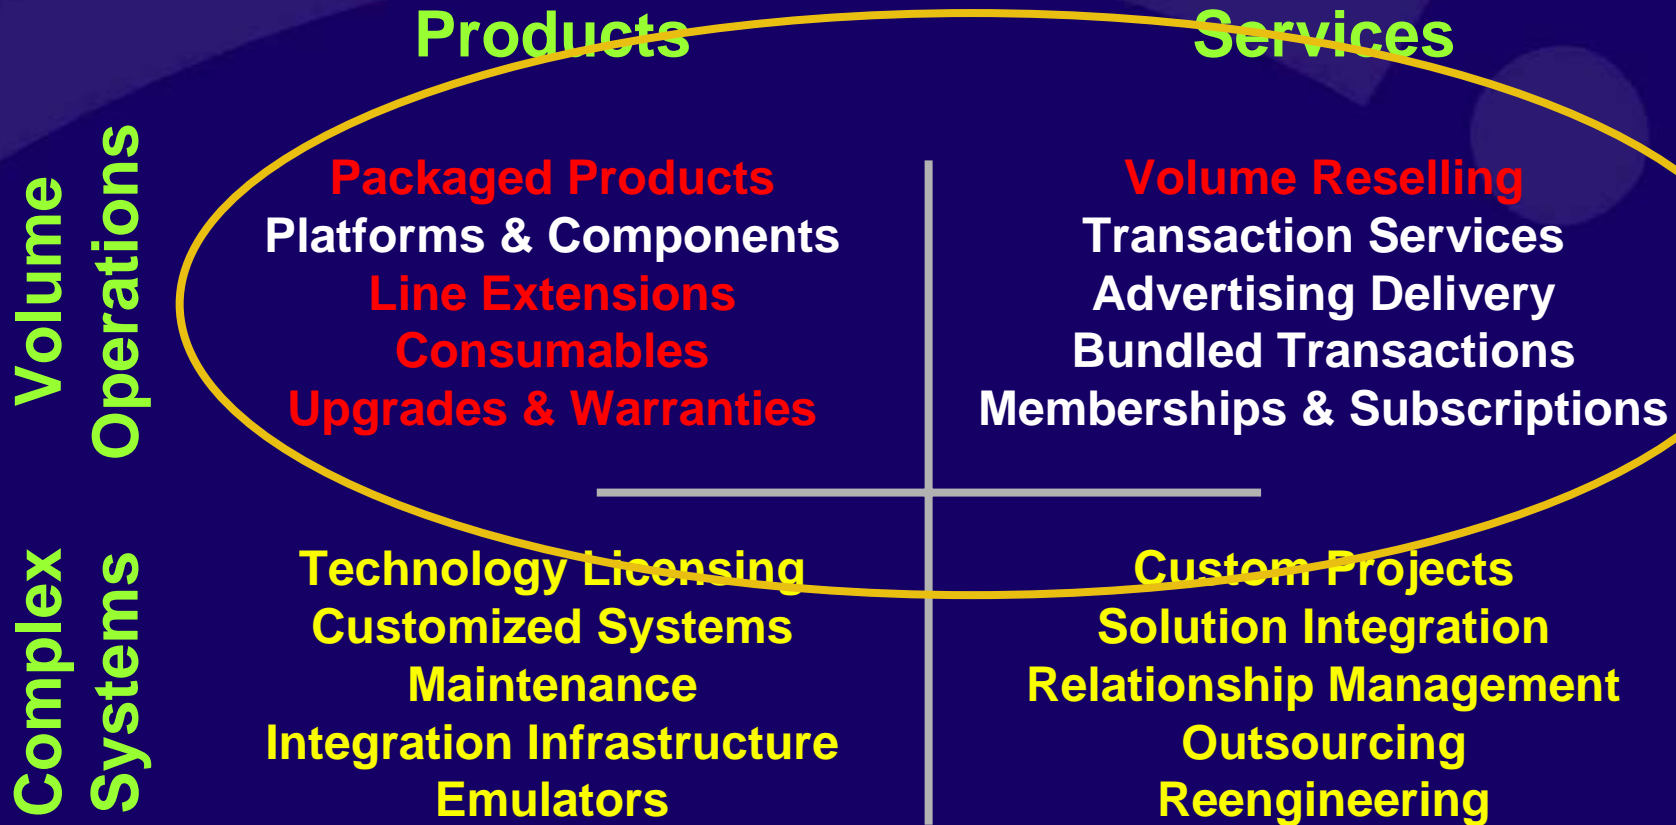 Products
Services
Volume
Operations
Packaged Products
Platforms & Components
Line Extensions
Consumables
Upgrades & Warranties
Volume Reselling
Transaction Services
Advertising Delivery
Bundled Transactions
Memberships & Subscriptions
Complex
Systems
Technology Licensing
Customized Systems
Maintenance
Integration Infrastructure
Emulators
Custom Projects
Solution Integration
Relationship Management
Outsourcing
Reengineering